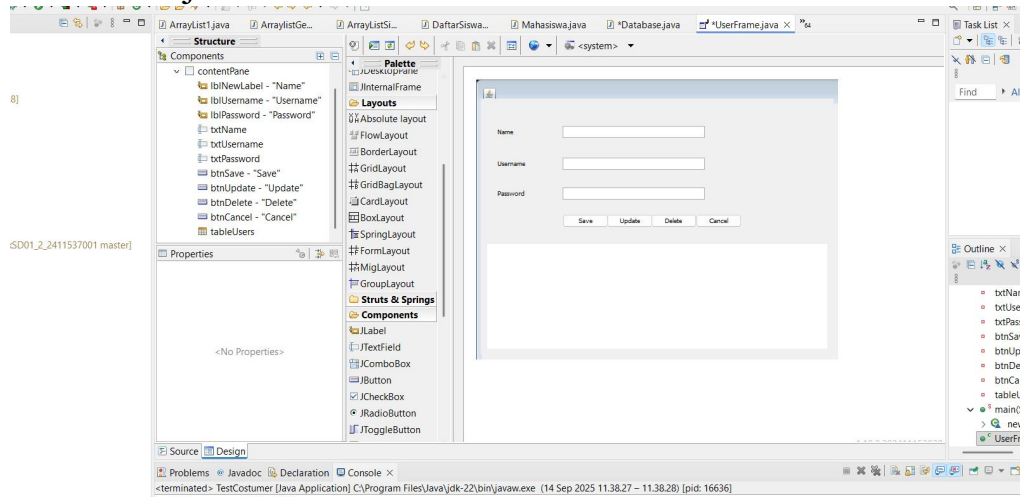 ArrayList1.java
ArraylistGe...
ArrayListSi...
DaftarSiswa...
Mahasiswa.java
*Database.java
*UserFrame.java
»64
Task List
Structure
Components
contentPane
lblNewLabel - "Name"
lblUsername - "Username"
lblPassword - "Password"
txtName
txtUsername
txtPassword
btnSave - "Save"
btnUpdate - "Update"
btnDelete - "Delete"
btnCancel - "Cancel"
tableUsers
8]
SD01_2_2411537001 master]
Properties
<No Properties>
<system>
Palette
JDesktopPane
JInternalFrame
Layouts
Absolute layout
FlowLayout
BorderLayout
GridLayout
GridBagLayout
CardLayout
BoxLayout
SpringLayout
FormLayout
MigLayout
GroupLayout
Struts & Springs
Components
JLabel
JTextField
JComboBox
JButton
JCheckBox
JRadioButton
JToggleButton
Name
Username
Password
Save Update Delete Cancel
Find
Al
Outline
txtNar
txtUse
txtPas
btnSa
btnUp
btnDe
btnCa
tableU
main(
nev
UserFr
Source Design
Problems Javadoc Declaration Console
<terminated> TestCostumer [Java Application] C:\Program Files\Java\jdk-22\bin\javaw.exe (14 Sep 2025 11.38.27 – 11.38.28) [pid: 16636]